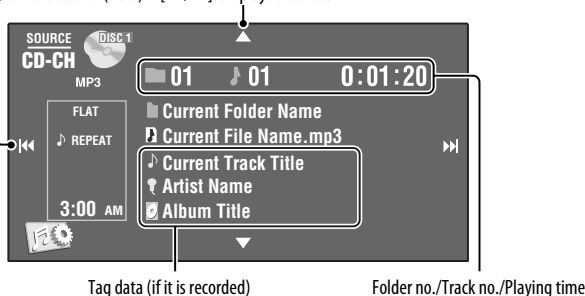 SOURCE
DISC 1
CD-CH
MP3
01 01 0:01:20
FLAT
REPEAT
3:00 AM
Current Folder Name
Current File Name.mp3
Current Track Title
Artist Name
Album Title
Tag data (if it is recorded)
Folder no./Track no./Playing time